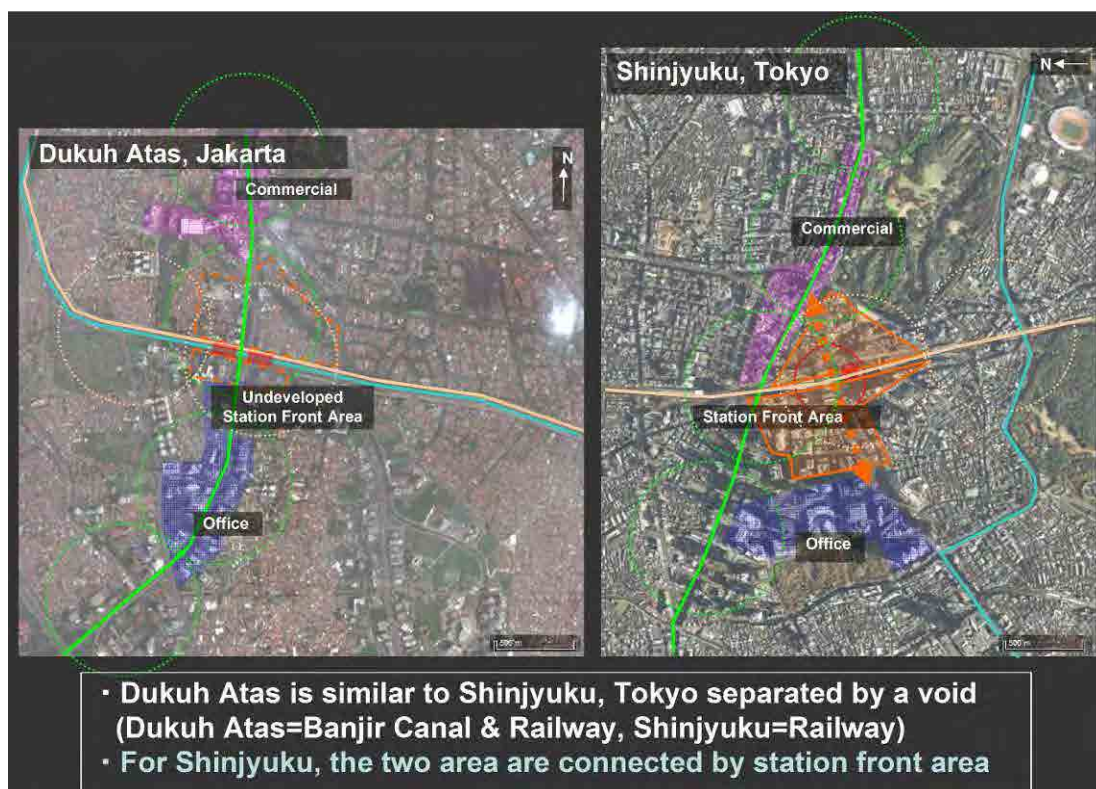 Dukuh Atas, Jakarta
N
Commercial
Undeveloped
Station Front Area
Office
500 m
Shinjyuku, Tokyo
N
Commercial
Station Front Area
Office
500 m
· Dukuh Atas is similar to Shinjyuku, Tokyo separated by a void
(Dukuh Atas=Banjir Canal & Railway, Shinjyuku=Railway)
· For Shinjyuku, the two area are connected by station front area